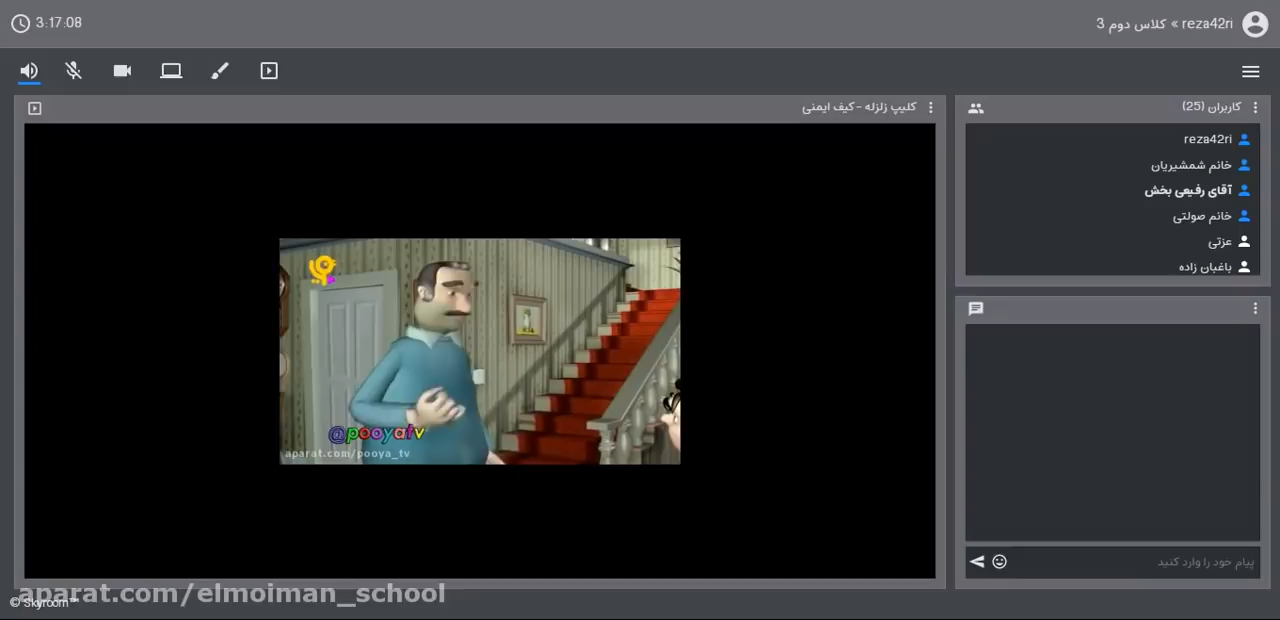 3:17:08
reza42ri » کلاس دوم 3
کلیپ زلزله - کیف ایمنی
@pooyatv
aparat.com/pooya_tv
کاربران (25)
reza42ri
خانم شمشیریان
آقای رفیعی بخش
خانم صولتی
عزتی
باغبان زاده
پیام خود را وارد کنید
aparat.com/elmoiman_school
© Skyroom™